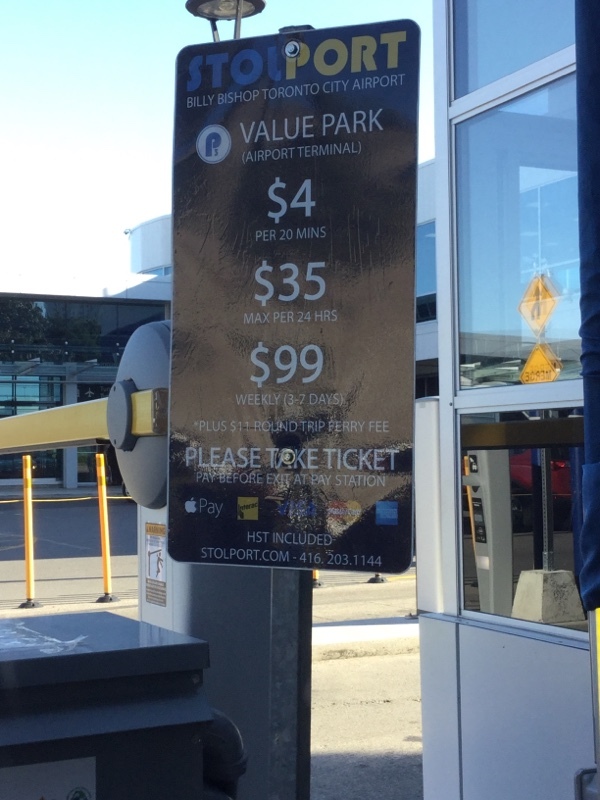 STOLPORT
BILLY BISHOP TORONTO CITY AIRPORT
P3 VALUE PARK
(AIRPORT TERMINAL)
$4
PER 20 MINS
$35
MAX PER 24 HRS
$99
WEEKLY (3-7 DAYS)
*PLUS $11 ROUND TRIP FERRY FEE
PLEASE TAKE TICKET
PAY BEFORE EXIT AT PAY STATION
Pay
HST INCLUDED
STOLPORT.COM - 416. 203.1144